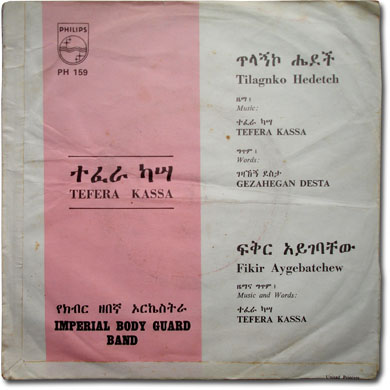 PHILIPS
PH 159
ተፈራ ካሣ
TEFERA KASSA
የክብር ዘበኛ ኦርኬስትራ
IMPERIAL BODY GUARD
BAND
ጥላኝኮ ሔደች
Tilagnko Hedetch
ዜማ ፡
Music:
ተፈራ ካሣ
TEFERA KASSA
ግጥም ፡
Words:
ገዛኸኝ ደስታ
GEZAHEGAN DESTA
ፍቅር አይገባቸው
Fikir Aygebatchew
ዜማና ግጥም ፡
Music and Words:
ተፈራ ካሣ
TEFERA KASSA
United Printers